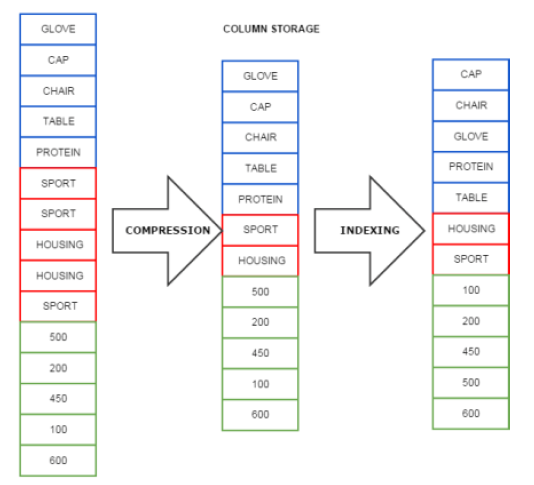 COLUMN STORAGE
GLOVE
CAP
CHAIR
TABLE
PROTEIN
SPORT
SPORT
HOUSING
HOUSING
SPORT
500
200
450
100
600
COMPRESSION
GLOVE
CAP
CHAIR
TABLE
PROTEIN
SPORT
HOUSING
500
200
450
100
600
INDEXING
CAP
CHAIR
GLOVE
PROTEIN
TABLE
HOUSING
SPORT
100
200
450
500
600